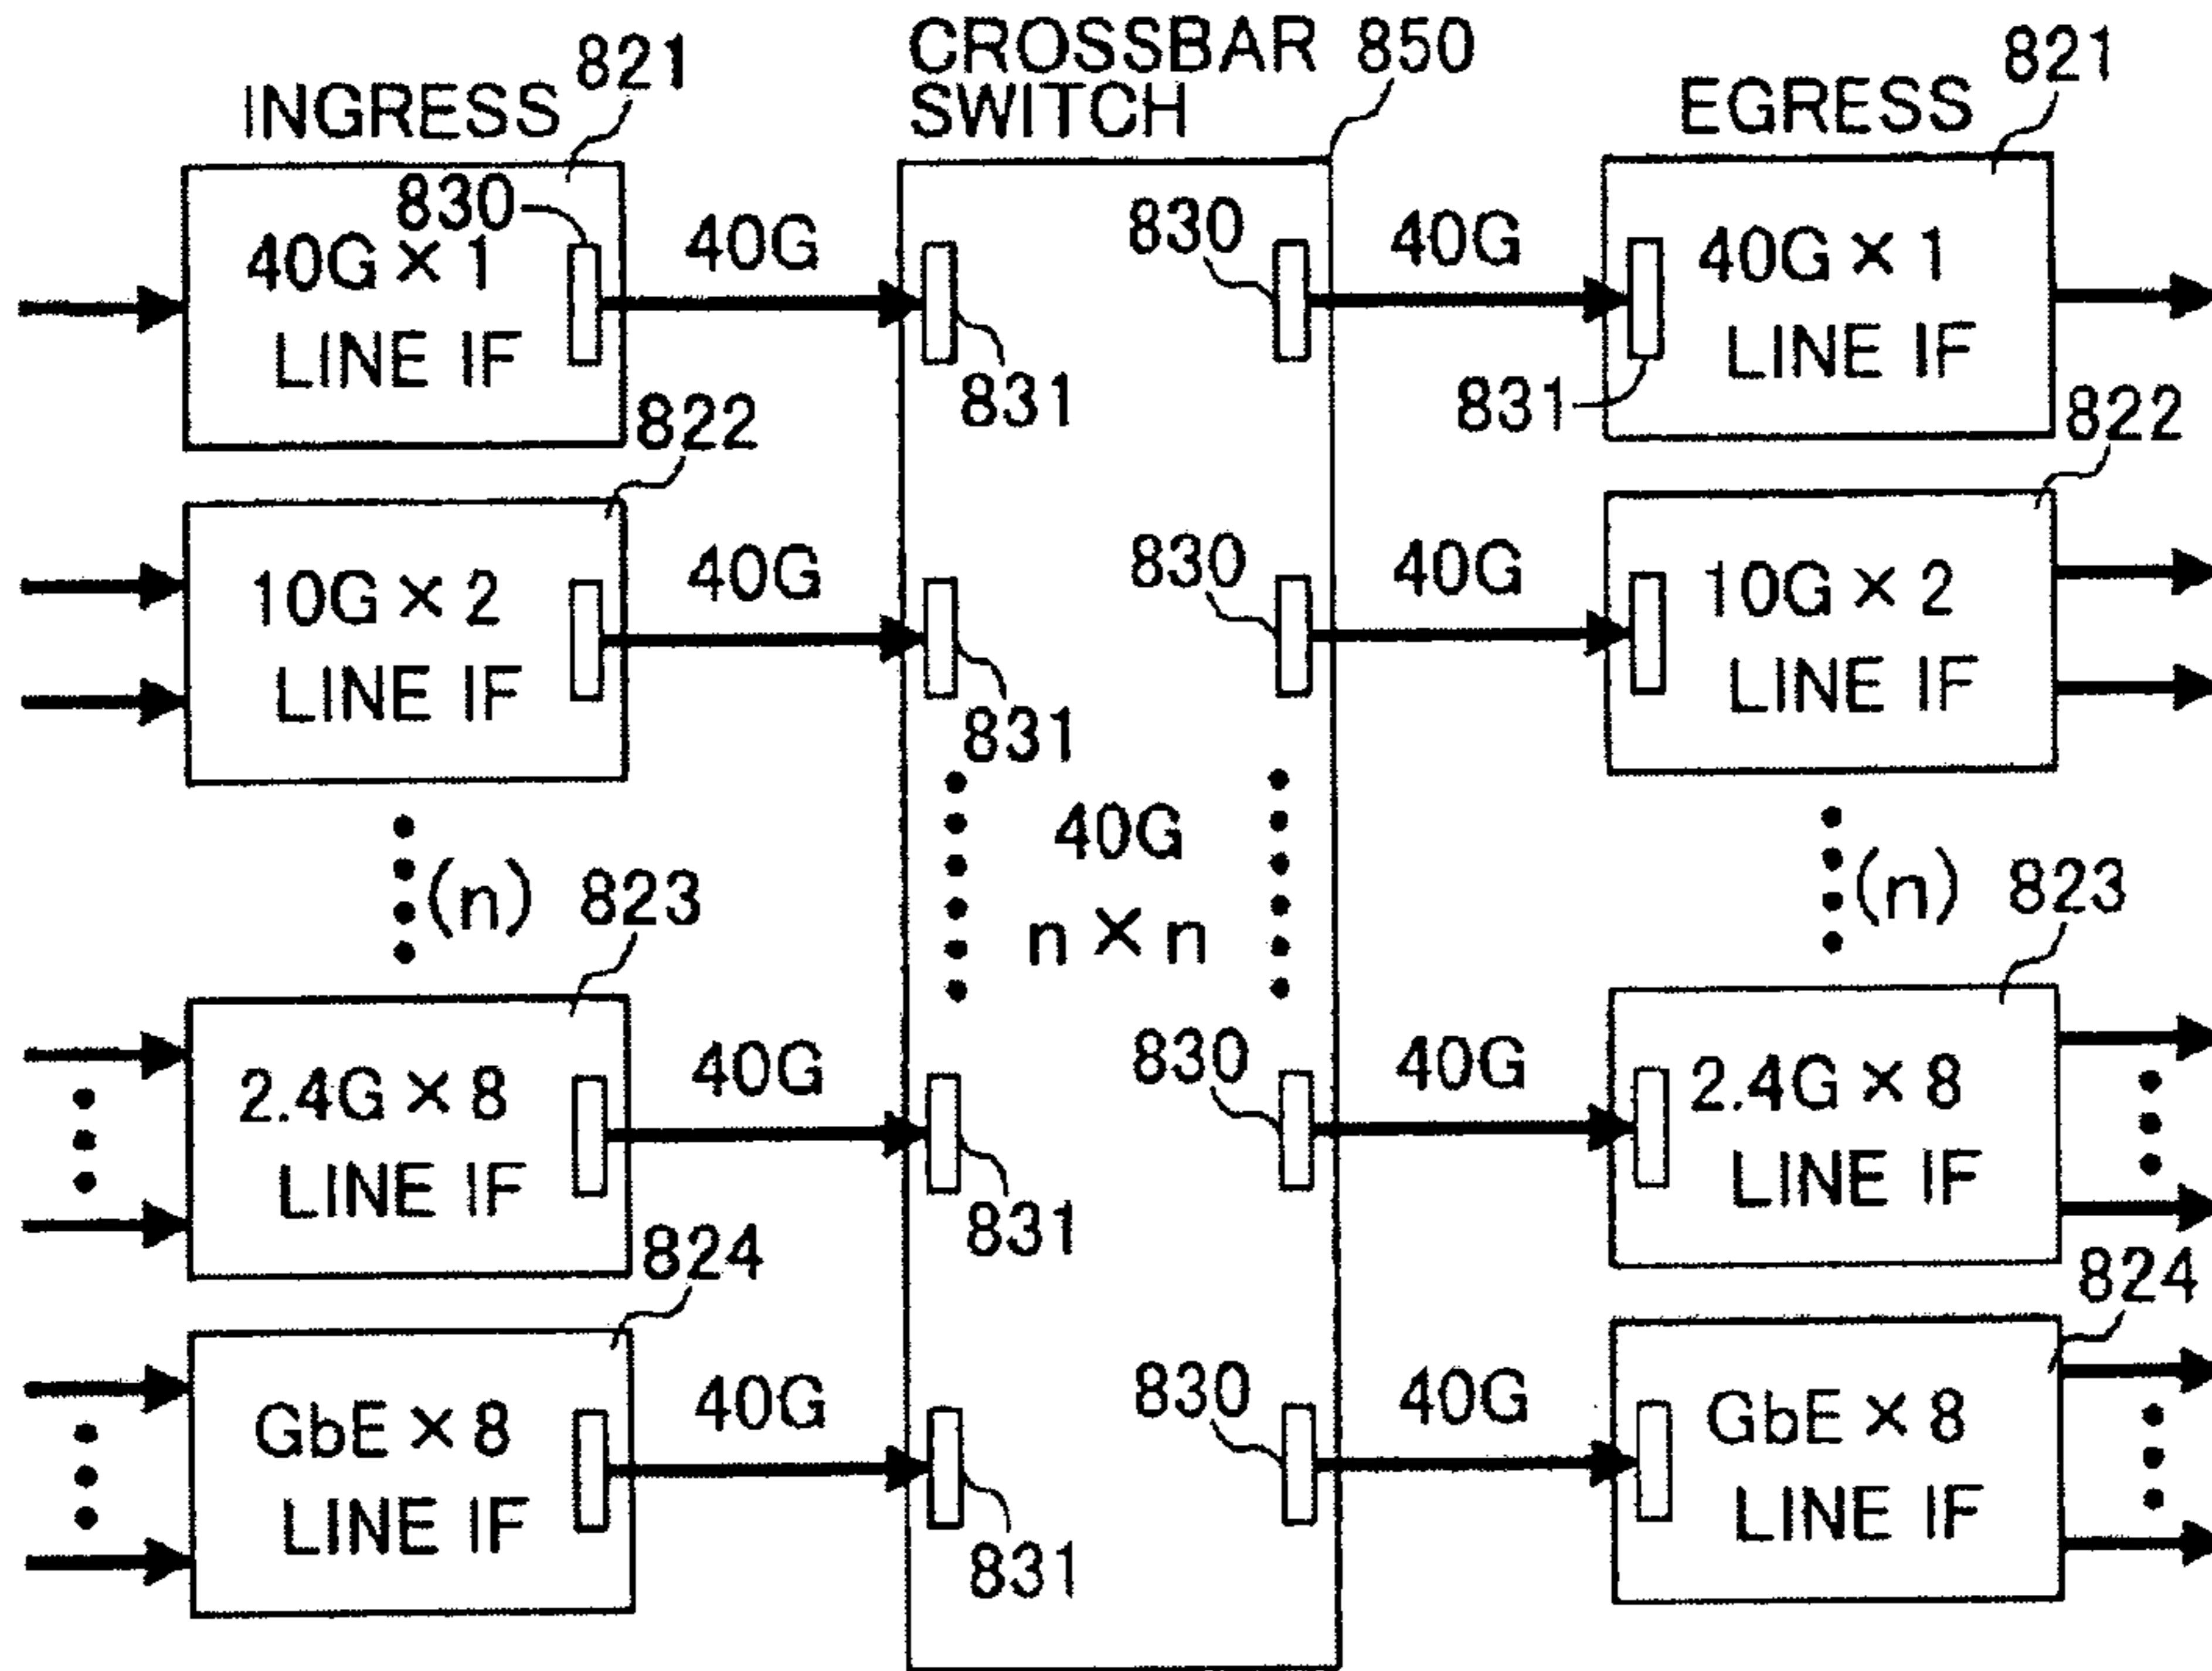 INGRESS 821
CROSSBAR 850
SWITCH
EGRESS 821
830
40G × 1
LINE IF
40G
831
830
40G
831
40G × 1
LINE IF
822
10G × 2
LINE IF
40G
831
830
40G
822
10G × 2
LINE IF
(n)
40G
n × n
(n)
823
2.4G × 8
LINE IF
40G
831
830
40G
823
2.4G × 8
LINE IF
824
GbE × 8
LINE IF
40G
831
830
40G
824
GbE × 8
LINE IF